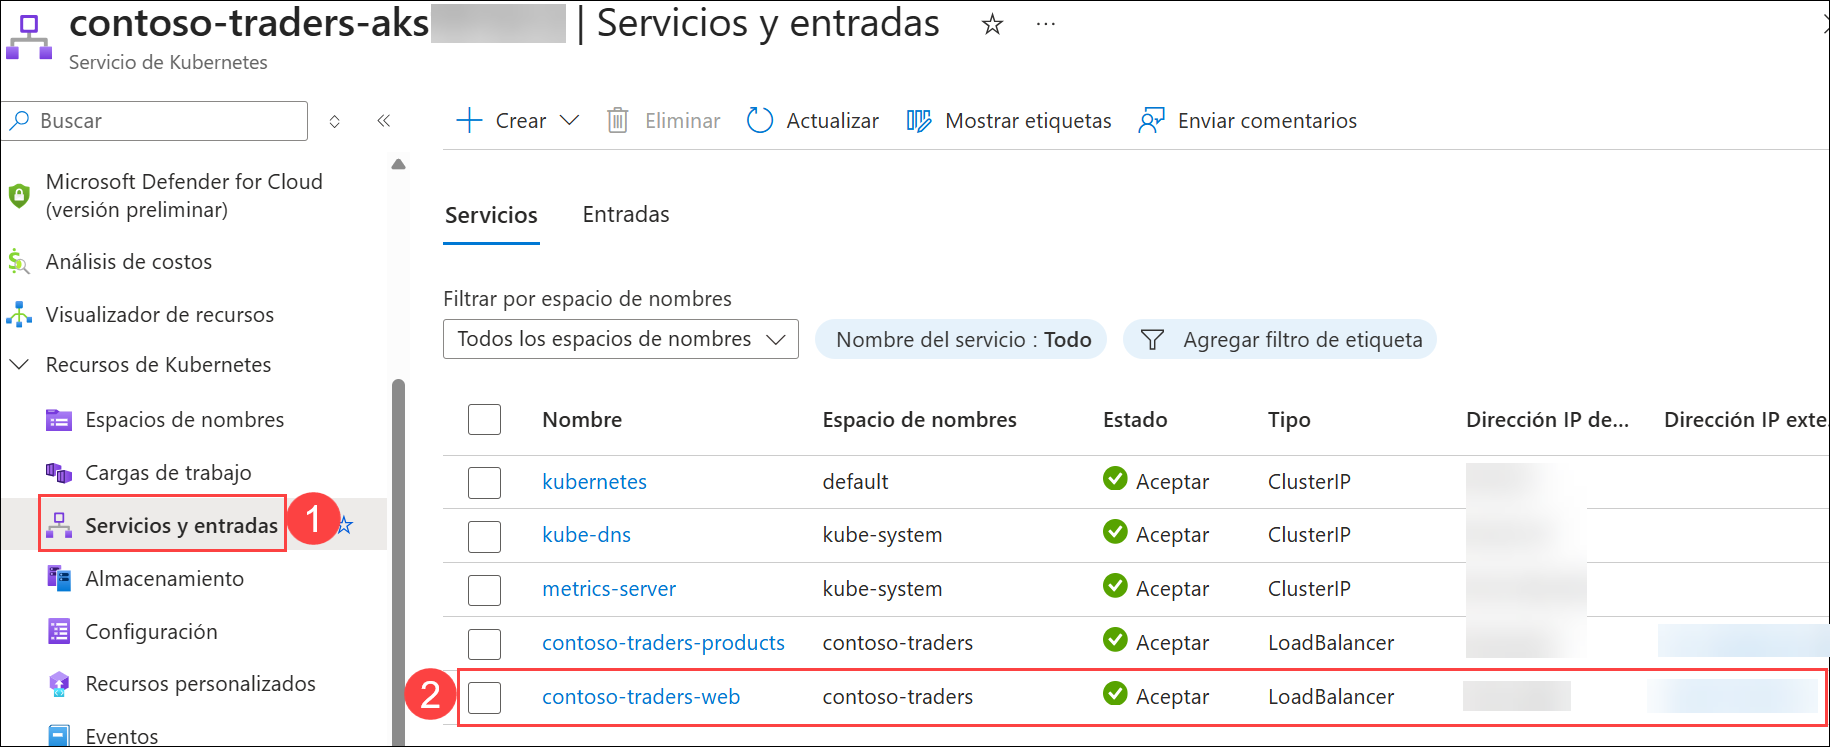 contoso-traders-aks | Servicios y entradas
Servicio de Kubernetes
Buscar
Crear Eliminar Actualizar Mostrar etiquetas Enviar comentarios
Microsoft Defender for Cloud
(versión preliminar)
Análisis de costos
Visualizador de recursos
Recursos de Kubernetes
Espacios de nombres
Cargas de trabajo
Servicios y entradas 1
Almacenamiento
Configuración
Recursos personalizados
Eventos
Servicios Entradas
Filtrar por espacio de nombres
Todos los espacios de nombres Nombre del servicio : Todo Agregar filtro de etiqueta
Nombre Espacio de nombres Estado Tipo Dirección IP de... Dirección IP exte
kubernetes default Aceptar ClusterIP
kube-dns kube-system Aceptar ClusterIP
metrics-server kube-system Aceptar ClusterIP
contoso-traders-products contoso-traders Aceptar LoadBalancer
2 contoso-traders-web contoso-traders Aceptar LoadBalancer